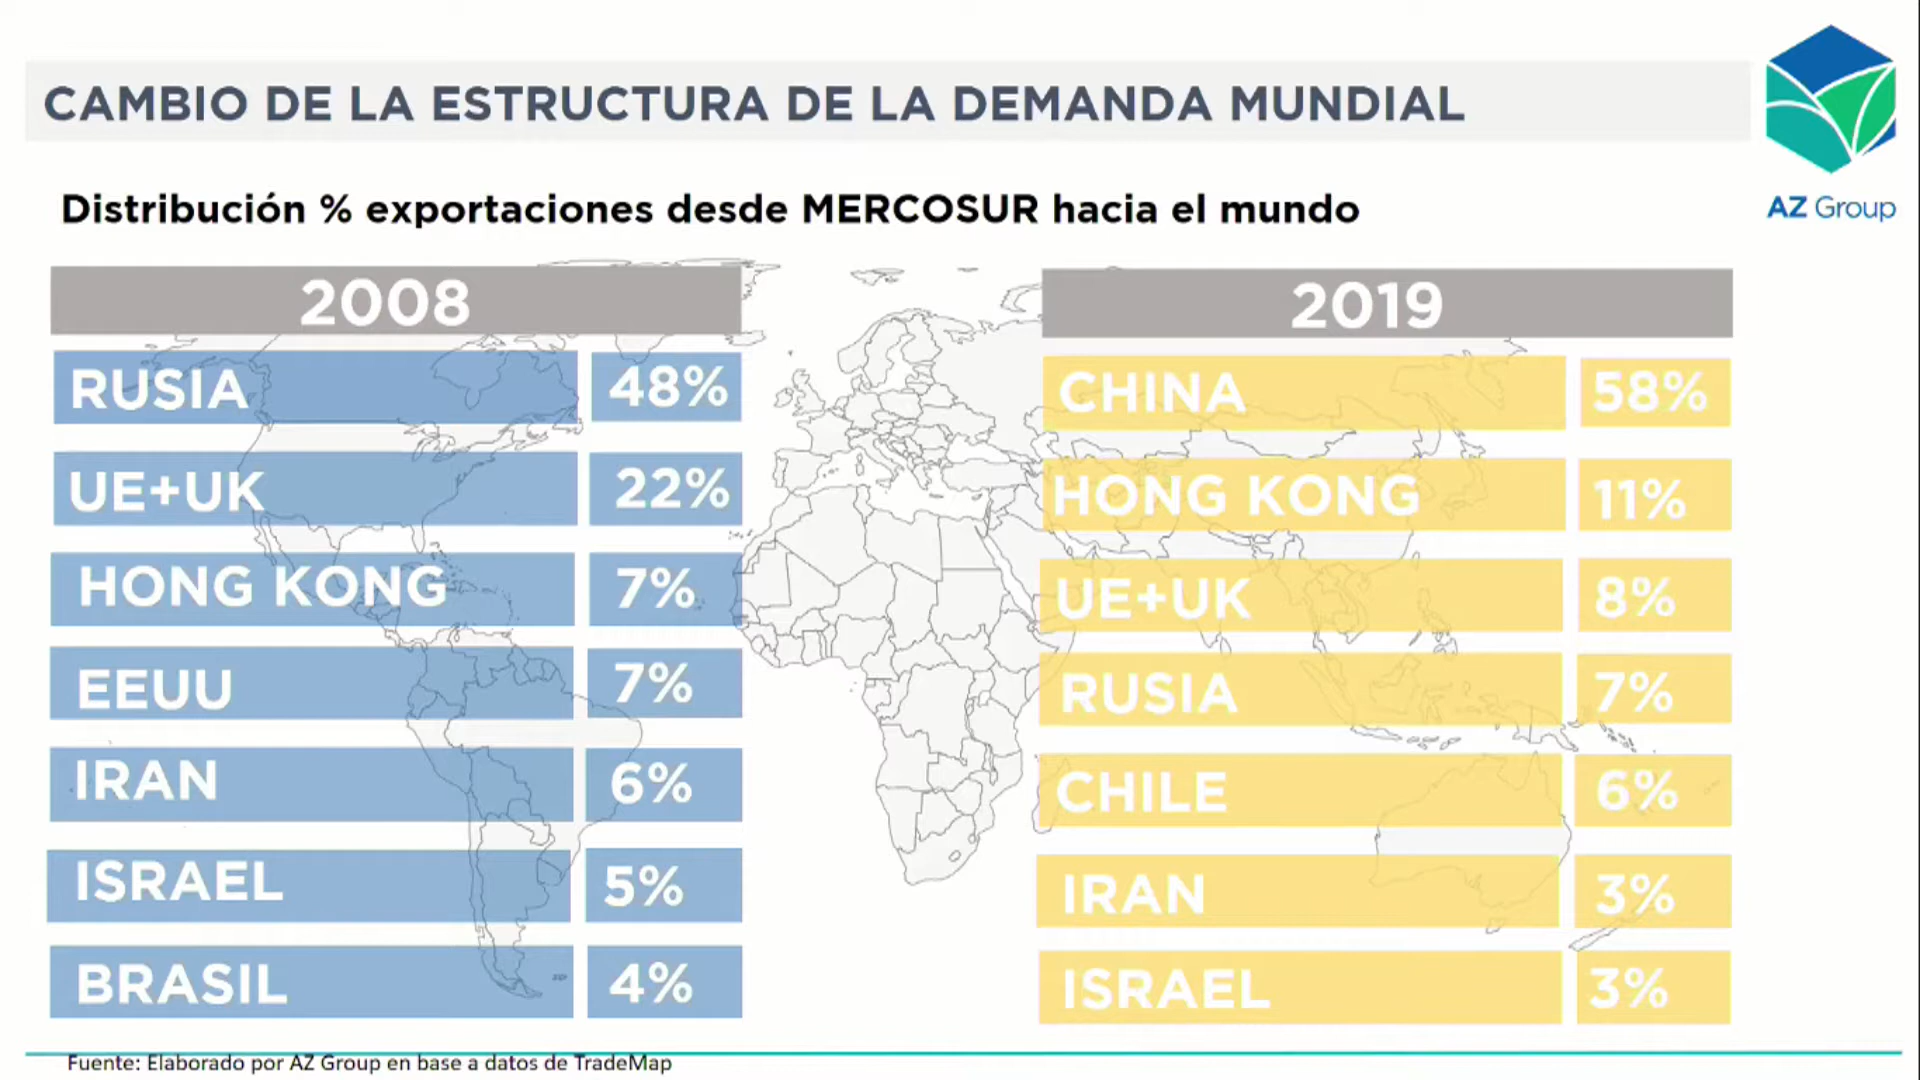 CAMBIO DE LA ESTRUCTURA DE LA DEMANDA MUNDIAL
AZ Group
Distribución % exportaciones desde MERCOSUR hacia el mundo
2008
RUSIA 48%
UE+UK 22%
HONG KONG 7%
EEUU 7%
IRAN 6%
ISRAEL 5%
BRASIL 4%
2019
CHINA 58%
HONG KONG 11%
UE+UK 8%
RUSIA 7%
CHILE 6%
IRAN 3%
ISRAEL 3%
Fuente: Elaborado por AZ Group en base a datos de TradeMap